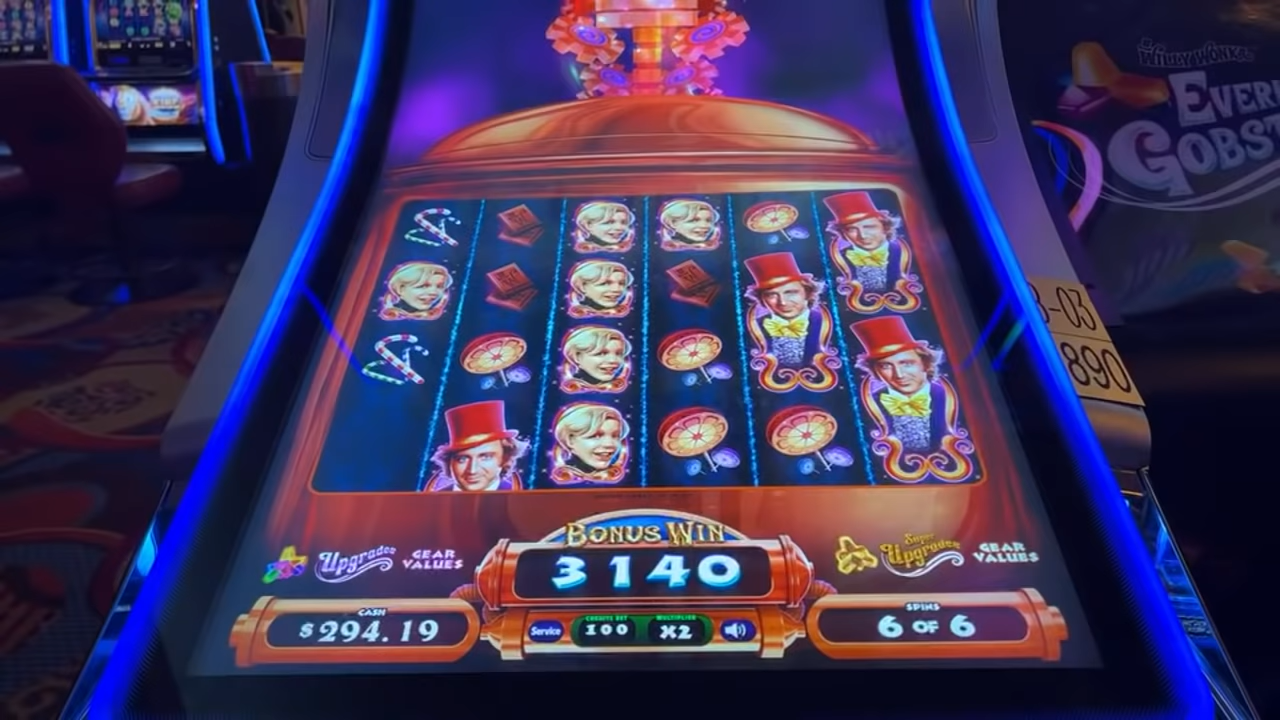 WILLY WONKA
EVER
GOBST
3-03
890
BONUS WIN
3140
Upgrades
GEAR
VALUES
Super
Upgrades
GEAR
VALUES
CASH
$294.19
Service
CREDITS BET
100
MULTIPLIER
X2
SPINS
6 OF 6